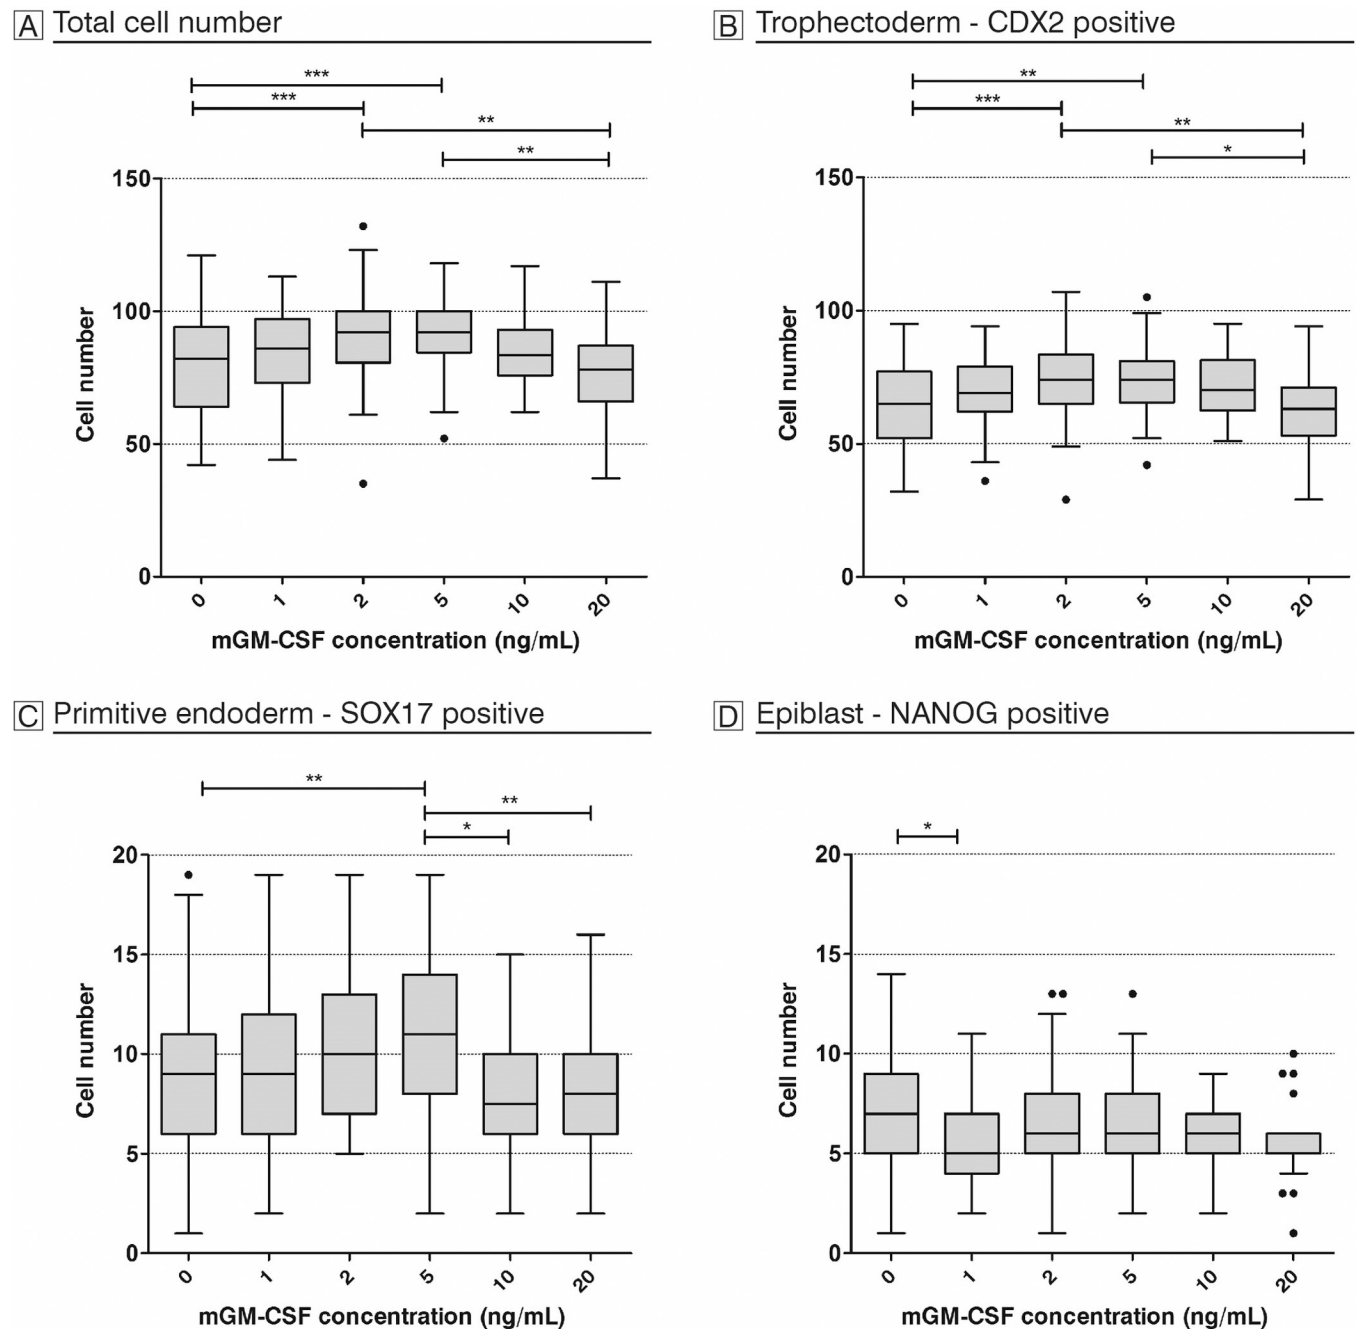 A Total cell number
***
***
**
**
150
100
50
0
Cell number
0 1 2 5 10 20
mGM-CSF concentration (ng/mL)
B Trophectoderm - CDX2 positive
**
***
**
*
150
100
50
0
Cell number
0 1 2 5 10 20
mGM-CSF concentration (ng/mL)
C Primitive endoderm - SOX17 positive
**
**
*
20
15
10
5
0
Cell number
0 1 2 5 10 20
mGM-CSF concentration (ng/mL)
D Epiblast - NANOG positive
*
20
15
10
5
0
Cell number
0 1 2 5 10 20
mGM-CSF concentration (ng/mL)